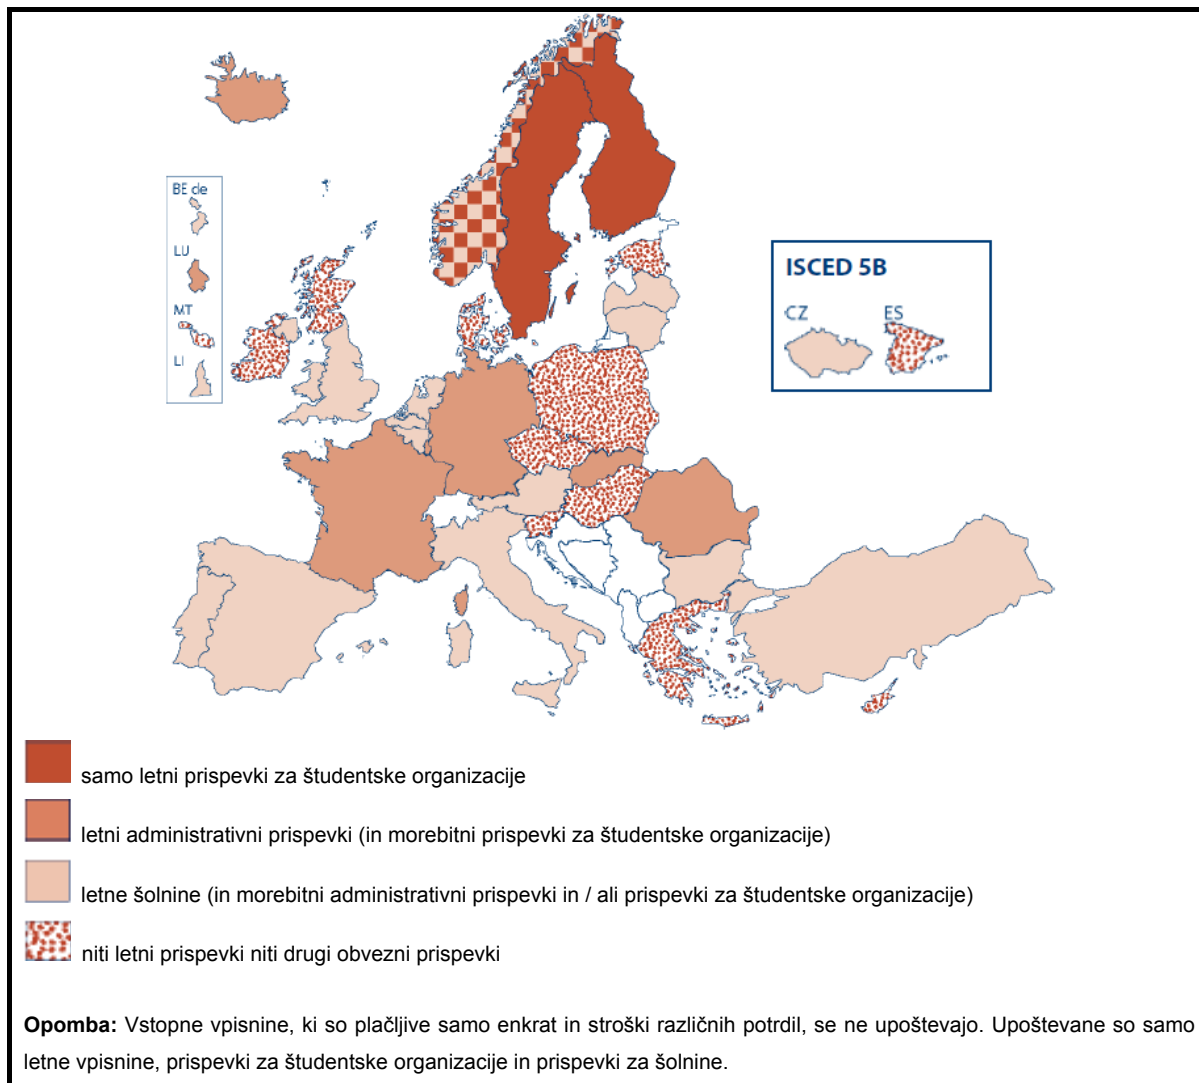 BE de
LU
MT
LI
ISCED 5B
CZ ES
samo letni prispevki za študentske organizacije
letni administrativni prispevki (in morebitni prispevki za študentske organizacije)
letne šolnine (in morebitni administrativni prispevki in / ali prispevki za študentske organizacije)
niti letni prispevki niti drugi obvezni prispevki
Opomba: Vstopne vpisnine, ki so plačljive samo enkrat in stroški različnih potrdil, se ne upoštevajo. Upoštevane so samo
letne vpisnine, prispevki za študentske organizacije in prispevki za šolnine.